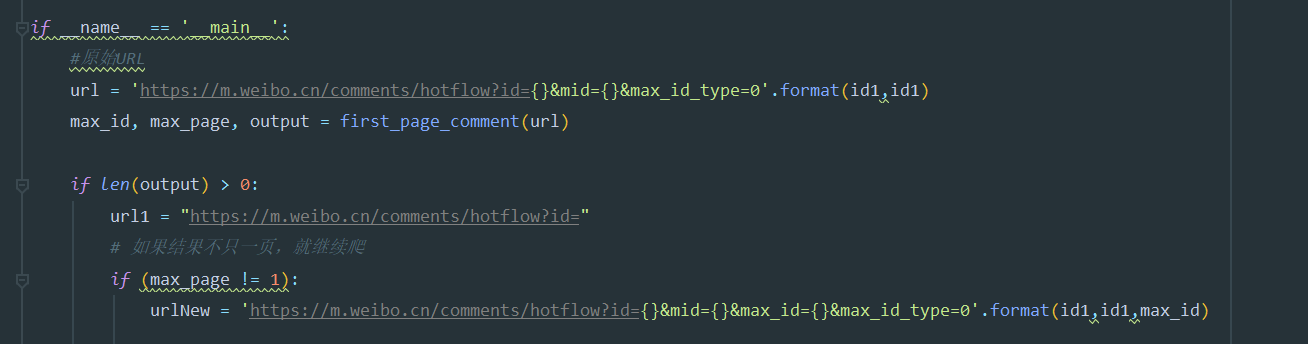 if __name__ == '__main__':
#原始URL
url = 'https://m.weibo.cn/comments/hotflow?id={}&mid={}&max_id_type=0'.format(id1,id1)
max_id, max_page, output = first_page_comment(url)
if len(output) > 0:
url1 = "https://m.weibo.cn/comments/hotflow?id="
# 如果结果不只一页，就继续爬
if (max_page != 1):
urlNew = 'https://m.weibo.cn/comments/hotflow?id={}&mid={}&max_id={}&max_id_type=0'.format(id1,id1,max_id)